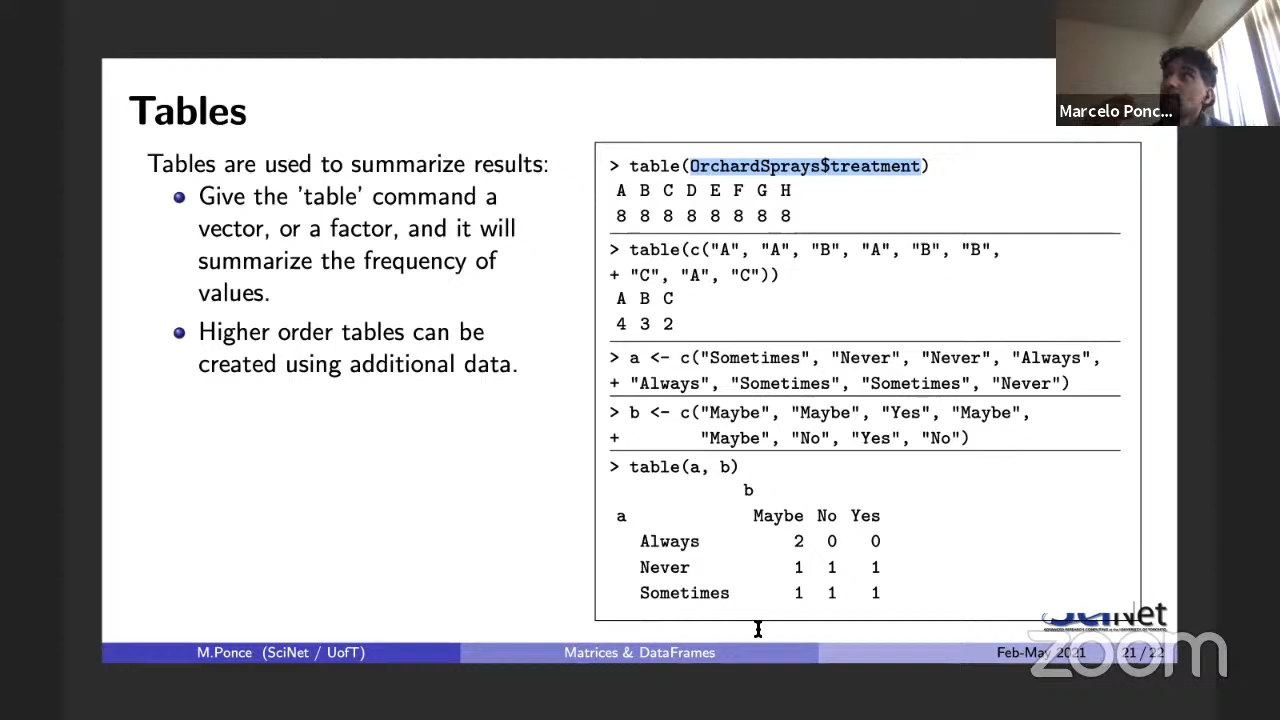 Marcelo Ponc...
Tables
Tables are used to summarize results:
Give the 'table' command a
vector, or a factor, and it will
summarize the frequency of
values.
Higher order tables can be
created using additional data.
> table(OrchardSprays$treatment)
A B C D E F G H
8 8 8 8 8 8 8 8
> table(c("A", "A", "B", "A", "B", "B",
+ "C", "A", "C"))
A B C
4 3 2
> a <- c("Sometimes", "Never", "Never", "Always",
+ "Always", "Sometimes", "Sometimes", "Never")
> b <- c("Maybe", "Maybe", "Yes", "Maybe",
+ "Maybe", "No", "Yes", "No")
> table(a, b)
b
a Maybe No Yes
Always 2 0 0
Never 1 1 1
Sometimes 1 1 1
SciNet
M.Ponce (SciNet / UofT)
Matrices & DataFrames
Feb-May 2021
21 / 22
zoom